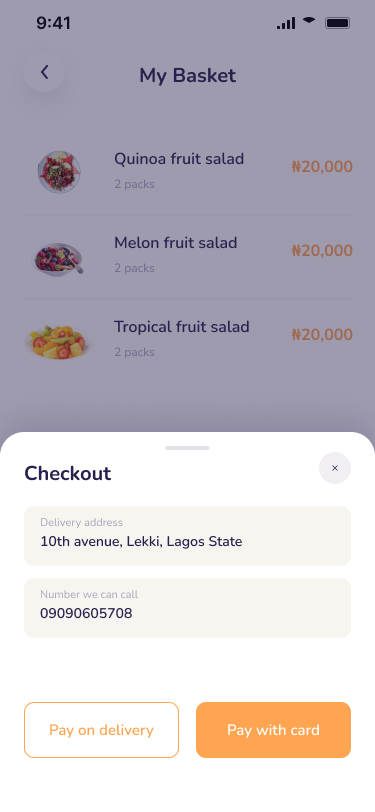 9:41
My Basket
Quinoa fruit salad
₦20,000
2 packs
Melon fruit salad
₦20,000
2 packs
Tropical fruit salad
₦20,000
2 packs
Checkout
×
Delivery address
10th avenue, Lekki, Lagos State
Number we can call
09090605708
Pay on delivery
Pay with card